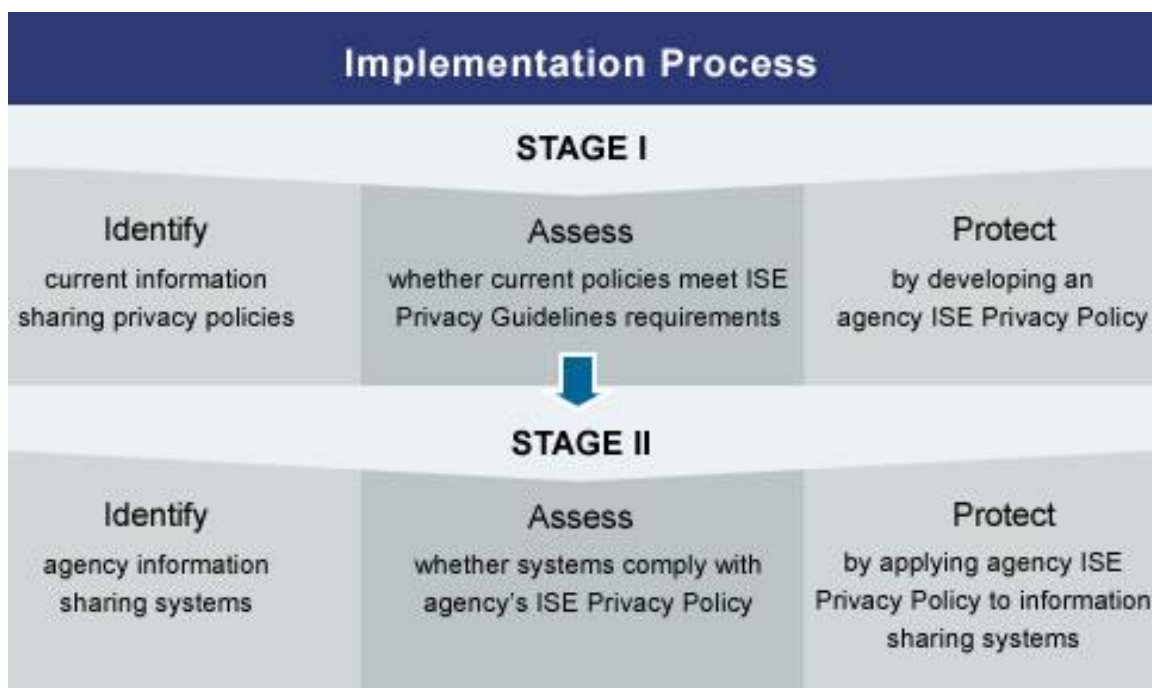 Implementation Process
STAGE I
Identify
current information
sharing privacy policies
Assess
whether current policies meet ISE
Privacy Guidelines requirements
Protect
by developing an
agency ISE Privacy Policy
STAGE II
Identify
agency information
sharing systems
Assess
whether systems comply with
agency's ISE Privacy Policy
Protect
by applying agency ISE
Privacy Policy to information
sharing systems